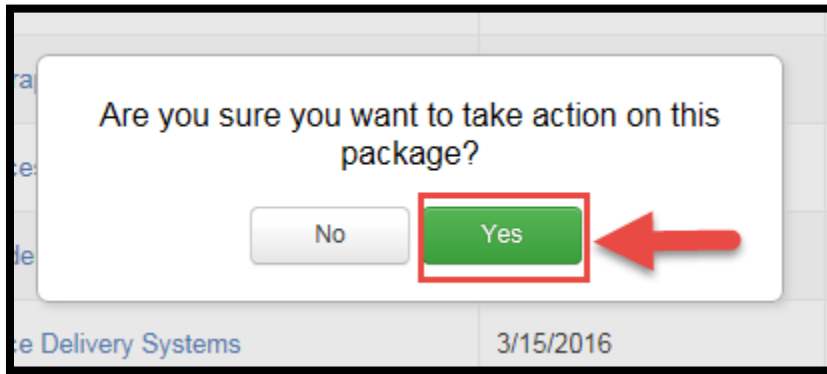 Are you sure you want to take action on this
package?
No Yes
e Delivery Systems 3/15/2016